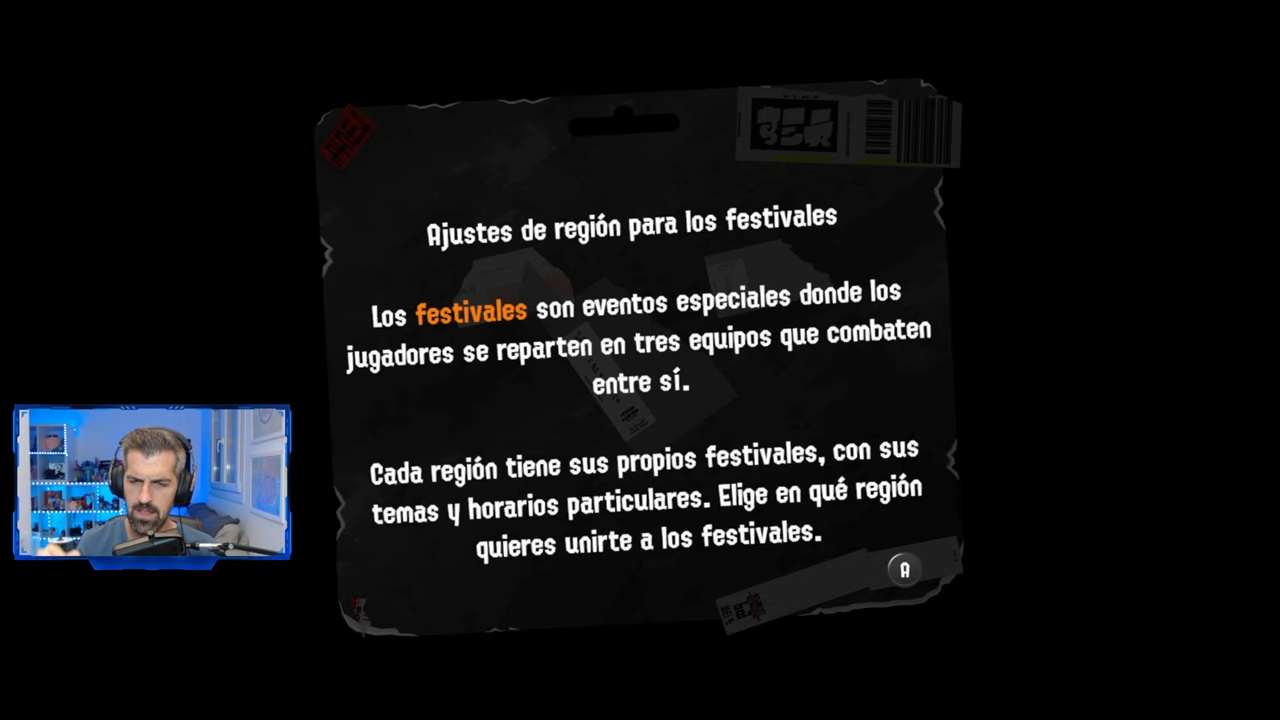 Ajustes de región para los festivales
Los festivales son eventos especiales donde los
jugadores se reparten en tres equipos que combaten
entre sí.
Cada región tiene sus propios festivales, con sus
temas y horarios particulares. Elige en qué región
quieres unirte a los festivales.
A